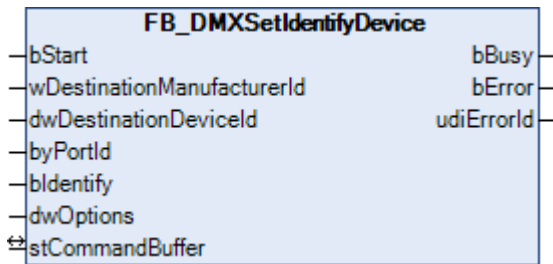 FB_DMXSetIdentifyDevice
bStart bBusy
wDestinationManufacturerId bError
dwDestinationDeviceId udiErrorId
byPortId
bIdentify
dwOptions
stCommandBuffer